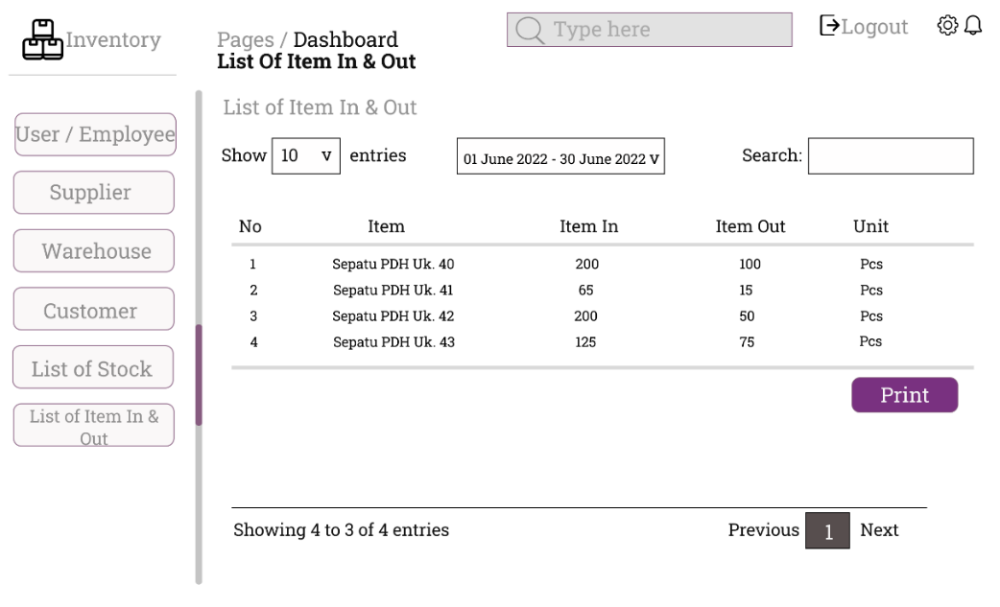 Inventory
Pages / Dashboard
List Of Item In & Out
Type here
Logout
User / Employee
Supplier
Warehouse
Customer
List of Stock
List of Item In &
Out
List of Item In & Out
Show 10 v entries
01 June 2022 - 30 June 2022 V
Search:
No Item Item In Item Out Unit
1 Sepatu PDH Uk. 40 200 100 Pcs
2 Sepatu PDH Uk. 41 65 15 Pcs
3 Sepatu PDH Uk. 42 200 50 Pcs
4 Sepatu PDH Uk. 43 125 75 Pcs
Print
Showing 4 to 3 of 4 entries
Previous 1 Next